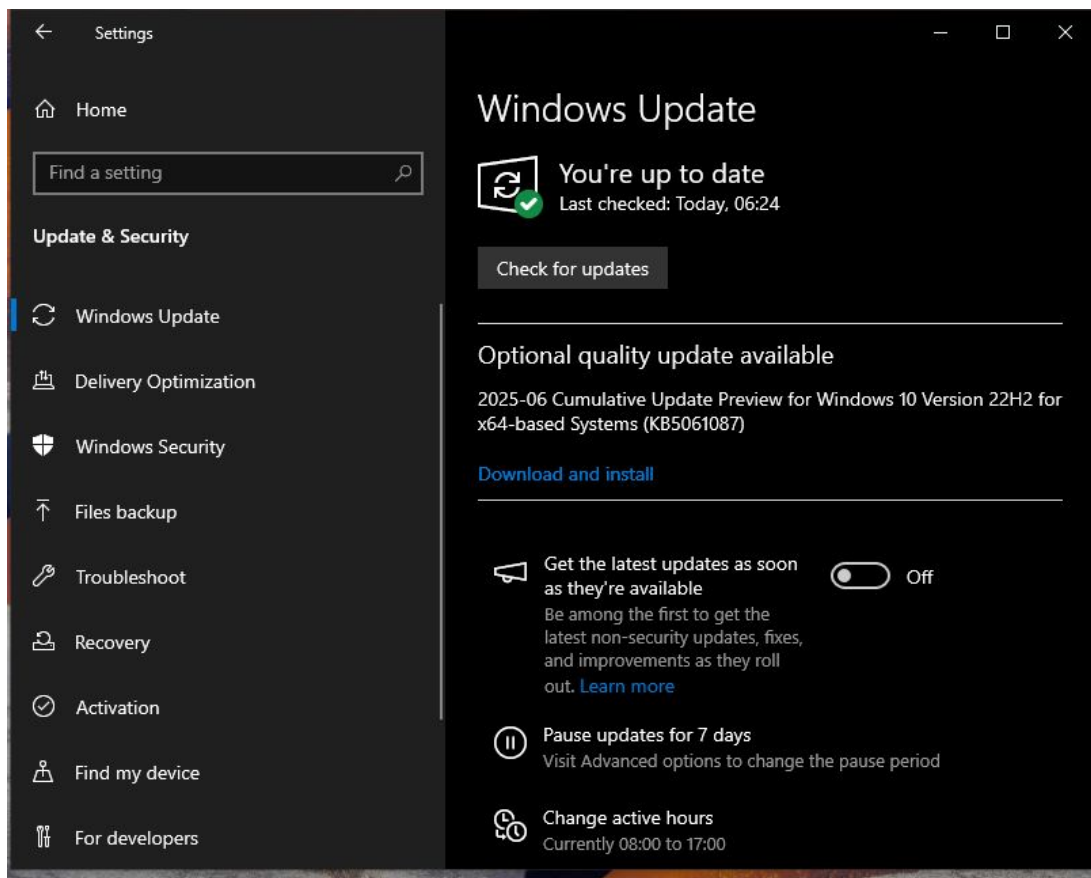 Settings
Home
Find a setting
Update & Security
Windows Update
Delivery Optimization
Windows Security
Files backup
Troubleshoot
Recovery
Activation
Find my device
For developers
Windows Update
You're up to date
Last checked: Today, 06:24
Check for updates
Optional quality update available
2025-06 Cumulative Update Preview for Windows 10 Version 22H2 for
x64-based Systems (KB5061087)
Download and install
Get the latest updates as soon
as they're available
Off
Be among the first to get the
latest non-security updates, fixes,
and improvements as they roll
out. Learn more
Pause updates for 7 days
Visit Advanced options to change the pause period
Change active hours
Currently 08:00 to 17:00